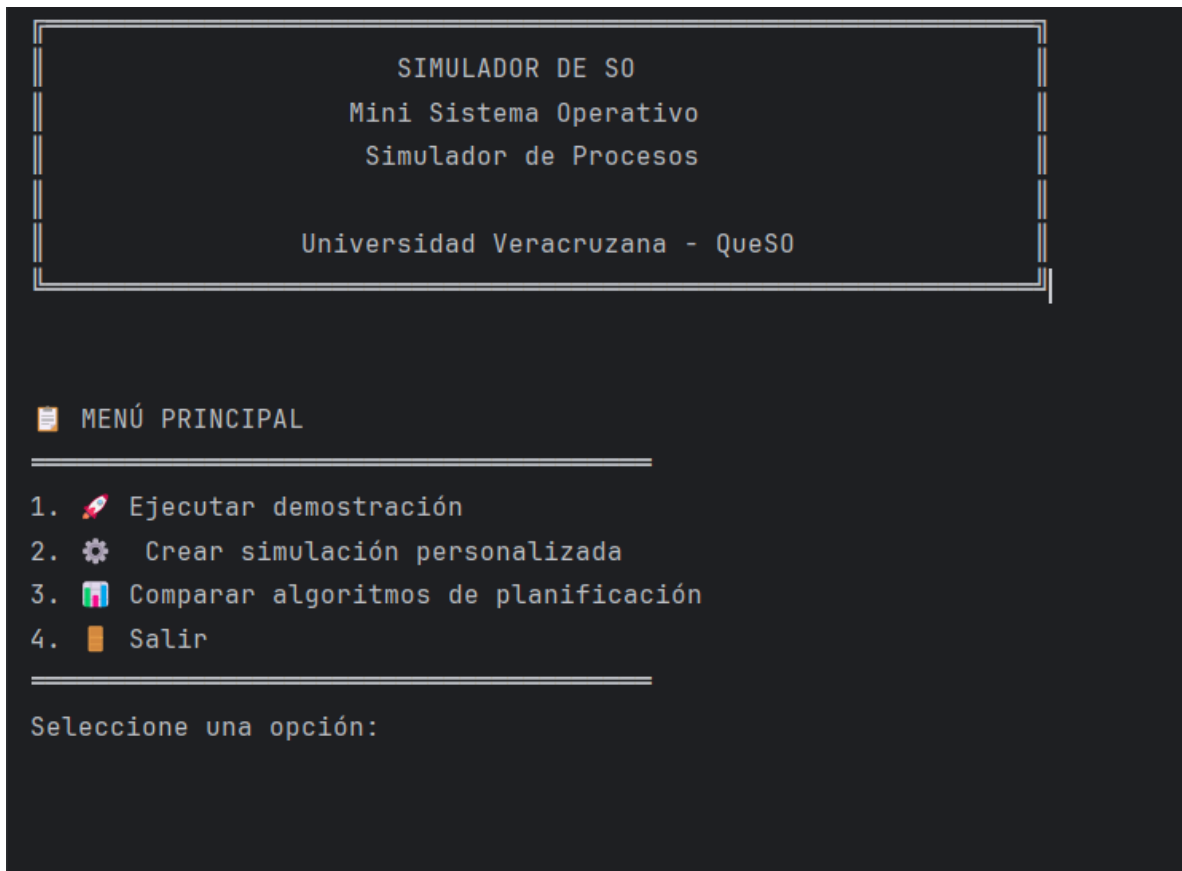 SIMULADOR DE SO
Mini Sistema Operativo
Simulador de Procesos
Universidad Veracruzana - QueSO
📋 MENÚ PRINCIPAL
1. 🚀 Ejecutar demostración
2. ⚙️ Crear simulación personalizada
3. 📊 Comparar algoritmos de planificación
4. 🚪 Salir
Seleccione una opción: